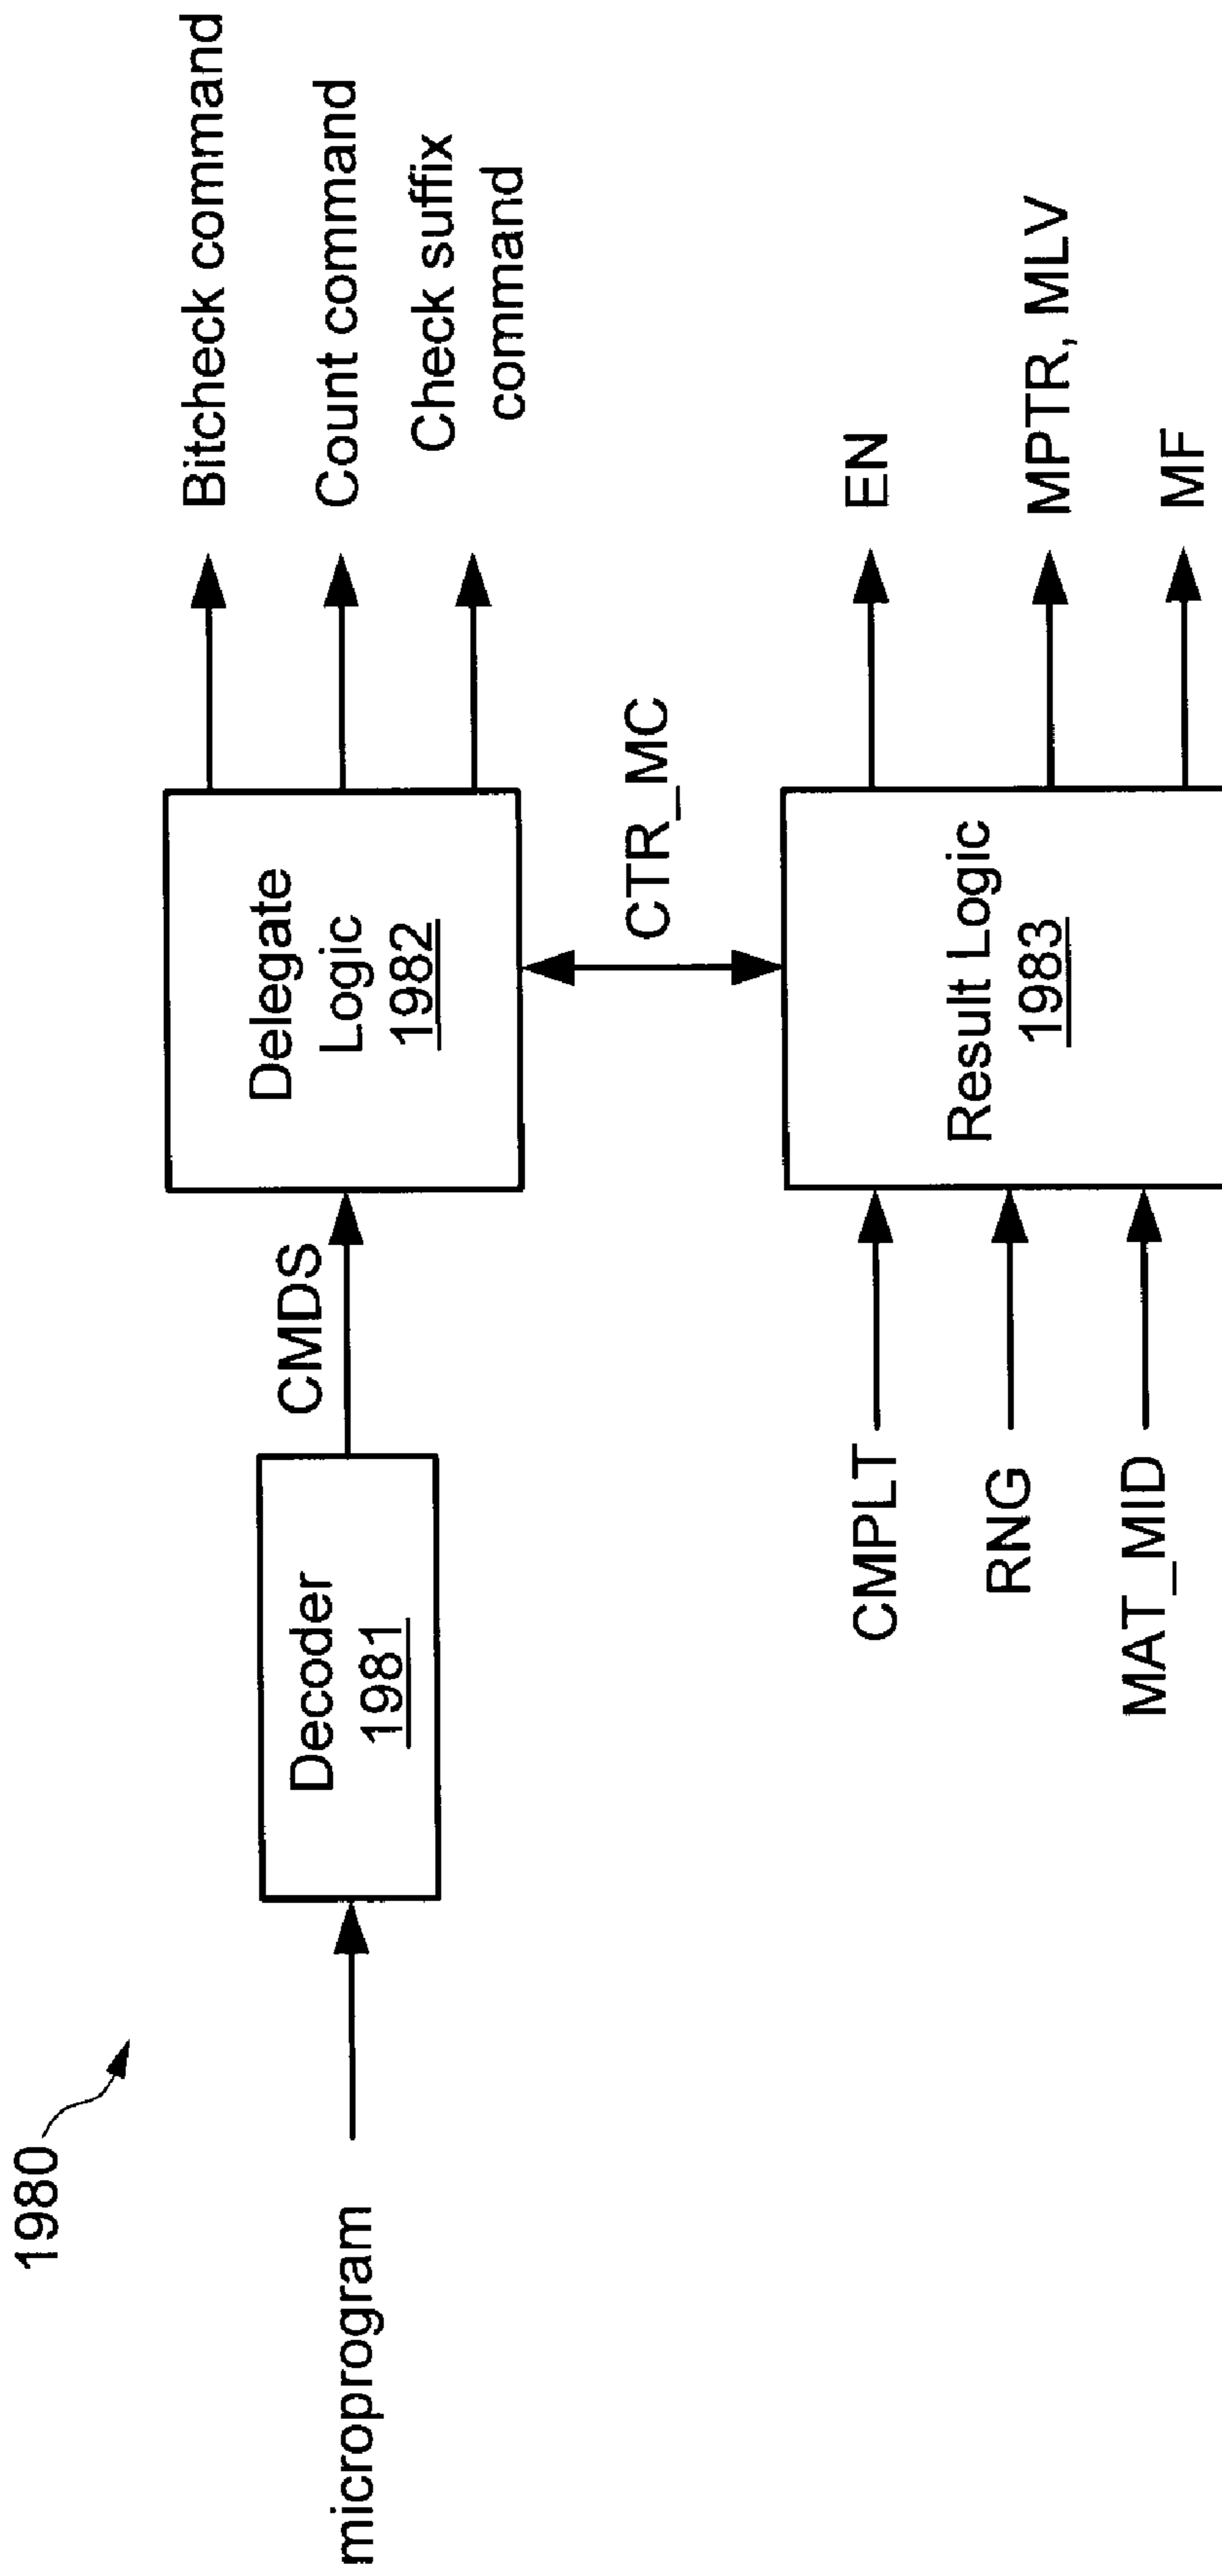 1980
microprogram
Decoder
1981
CMDS
Delegate
Logic
1982
Bitcheck command
Count command
Check suffix
command
CTR_MC
CMPLT
RNG
MAT_MID
Result Logic
1983
EN
MPTR, MLV
MF